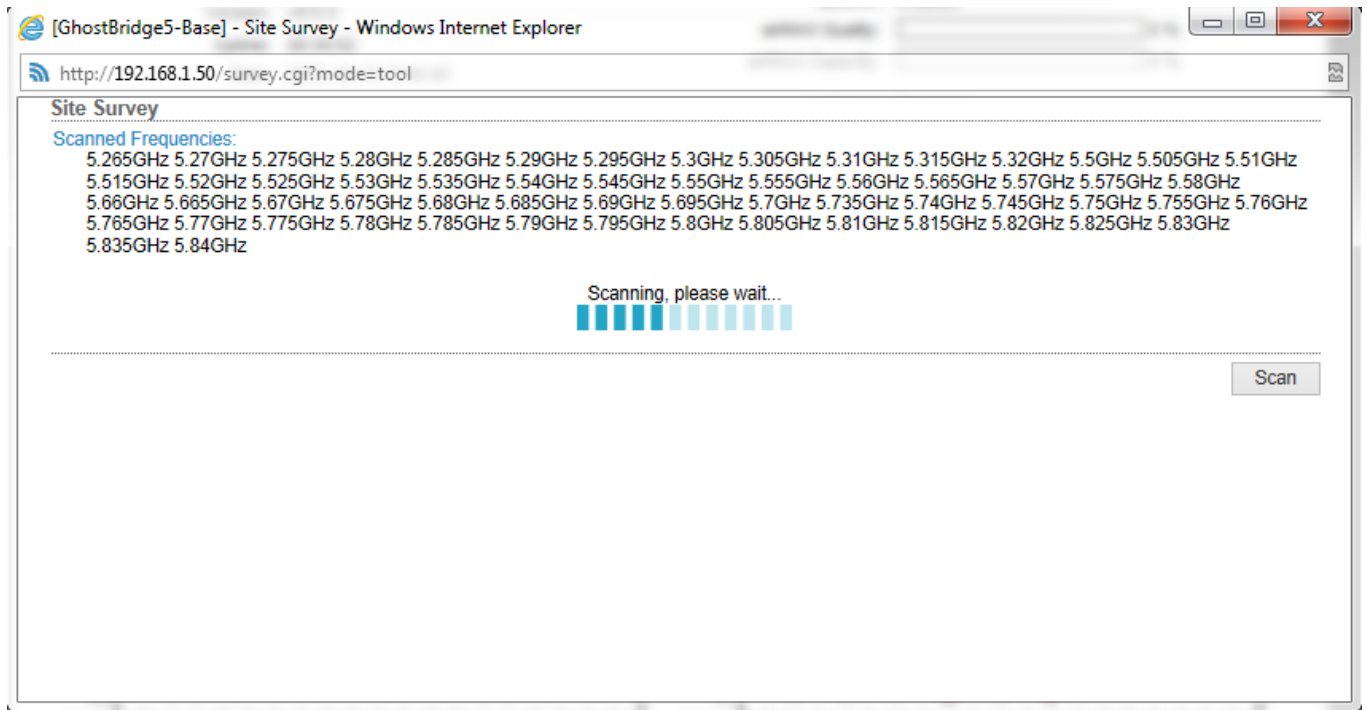 [GhostBridge5-Base] - Site Survey - Windows Internet Explorer
http://192.168.1.50/survey.cgi?mode=tool
Site Survey
Scanned Frequencies:
5.265GHz 5.27GHz 5.275GHz 5.28GHz 5.285GHz 5.29GHz 5.295GHz 5.3GHz 5.305GHz 5.31GHz 5.315GHz 5.32GHz 5.5GHz 5.505GHz 5.51GHz
5.515GHz 5.52GHz 5.525GHz 5.53GHz 5.535GHz 5.54GHz 5.545GHz 5.55GHz 5.555GHz 5.56GHz 5.565GHz 5.57GHz 5.575GHz 5.58GHz
5.66GHz 5.665GHz 5.67GHz 5.675GHz 5.68GHz 5.685GHz 5.69GHz 5.695GHz 5.7GHz 5.735GHz 5.74GHz 5.745GHz 5.75GHz 5.755GHz 5.76GHz
5.765GHz 5.77GHz 5.775GHz 5.78GHz 5.785GHz 5.79GHz 5.795GHz 5.8GHz 5.805GHz 5.81GHz 5.815GHz 5.82GHz 5.825GHz 5.83GHz
5.835GHz 5.84GHz
Scanning, please wait...
Scan